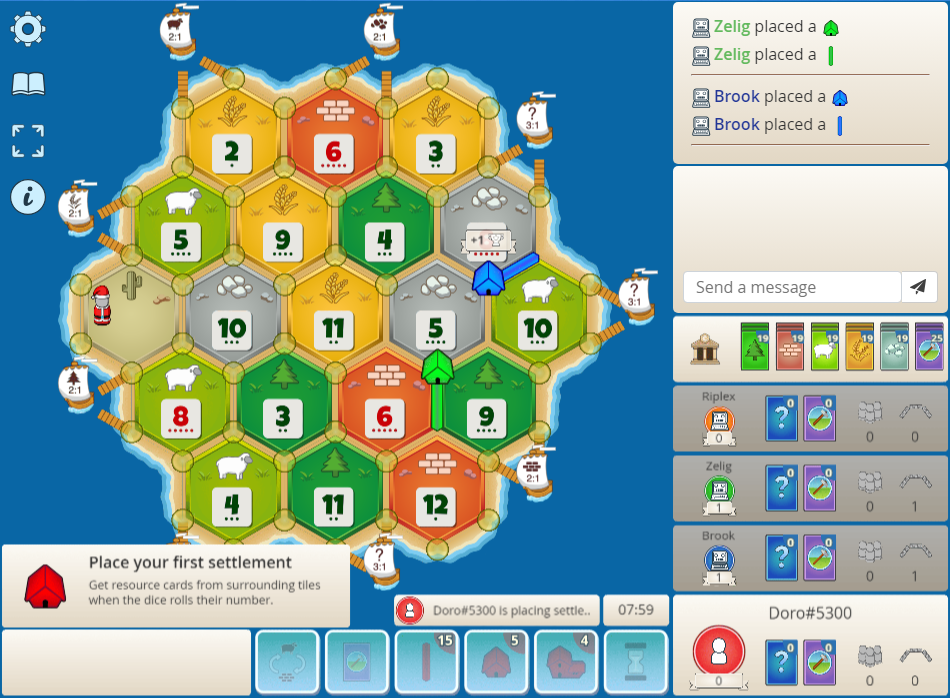 Zelig placed a
Zelig placed a
Brook placed a
Brook placed a
2:1
2:1
?
3:1
2 6 3
2:1
5 9 4 +1
Send a message
10 11 5 10
?
3:1
19 19 19 19 19 25
2:1
8 3 6 9
Riplex
0
?
0
0
0
0
4 11 12
2:1
Zelig
1
?
0
0
0
1
?
3:1
Brook
1
?
0
0
0
1
Place your first settlement
Get resource cards from surrounding tiles
when the dice rolls their number.
Doro#5300 is placing settle..
07:59
Doro#5300
15 5 4
0
?
0
0
0
0